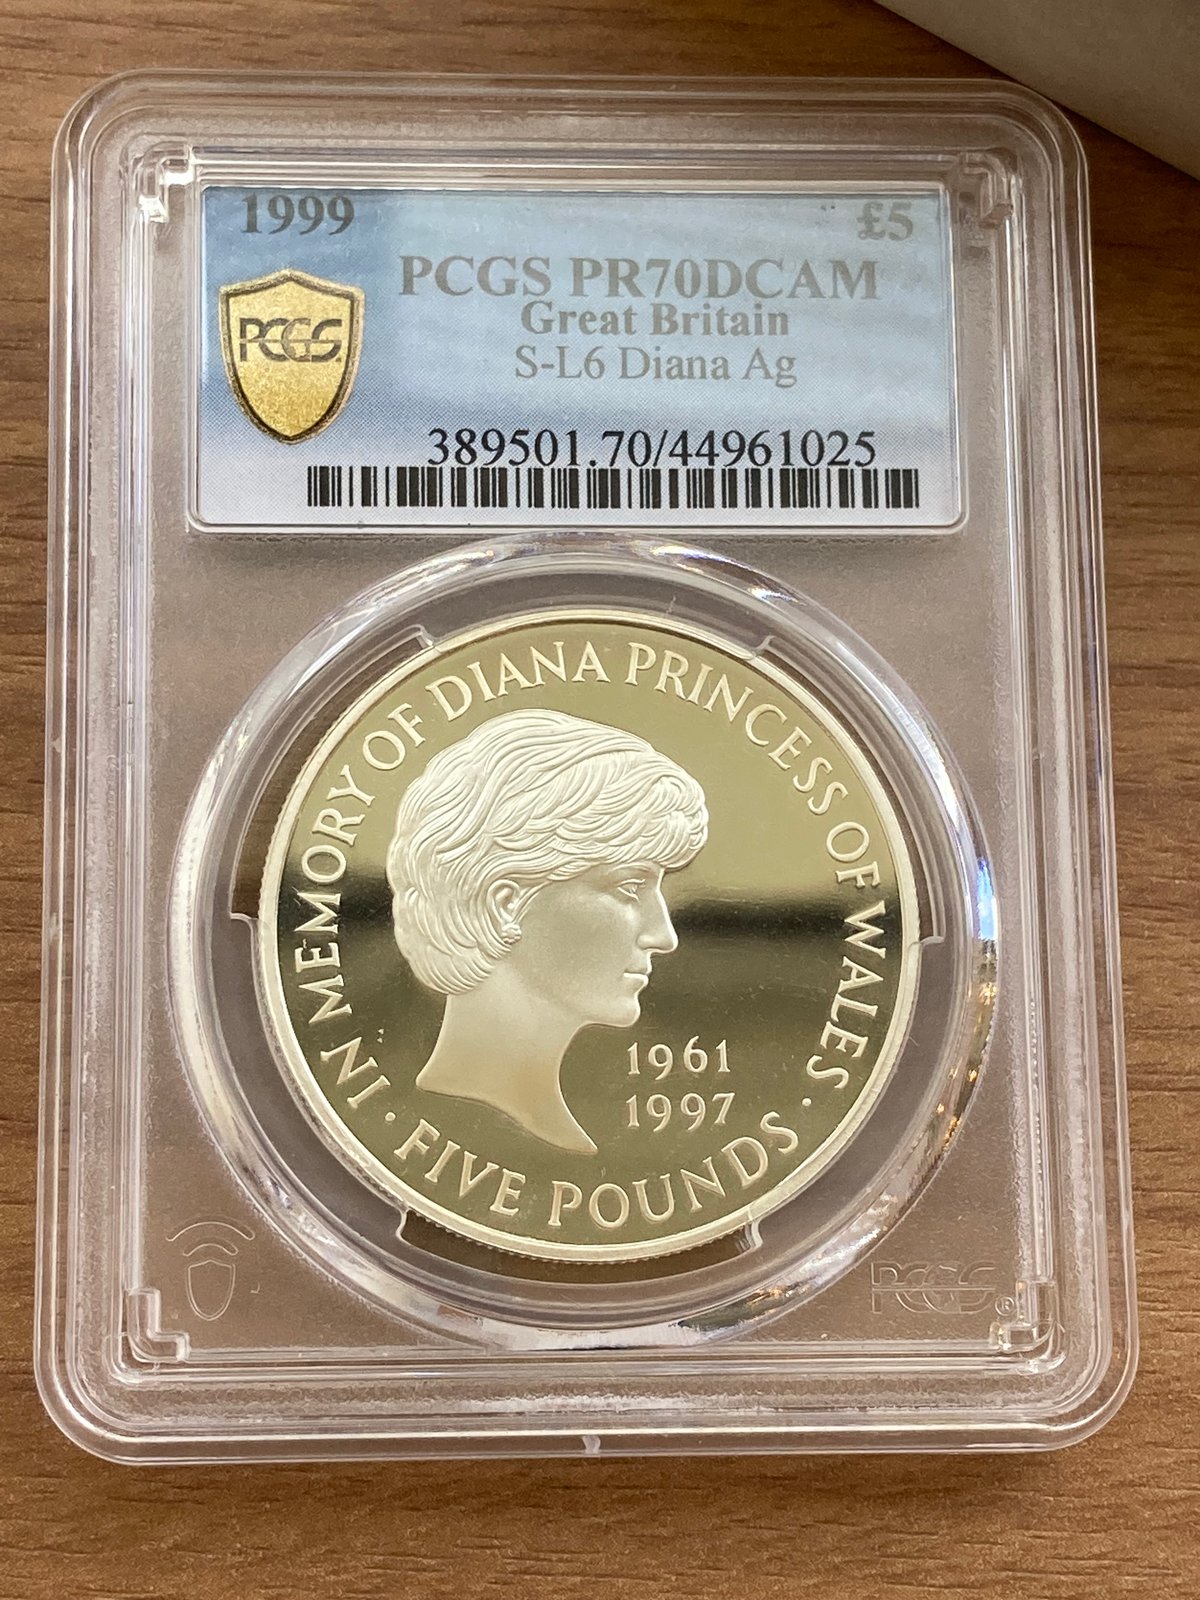 1999 £5
PCGS PR70DCAM
Great Britain
S-L6 Diana Ag
PCGS
389501.70/44961025
IN MEMORY OF DIANA PRINCESS OF WALES
1961
1997
· FIVE POUNDS ·
PCGS®